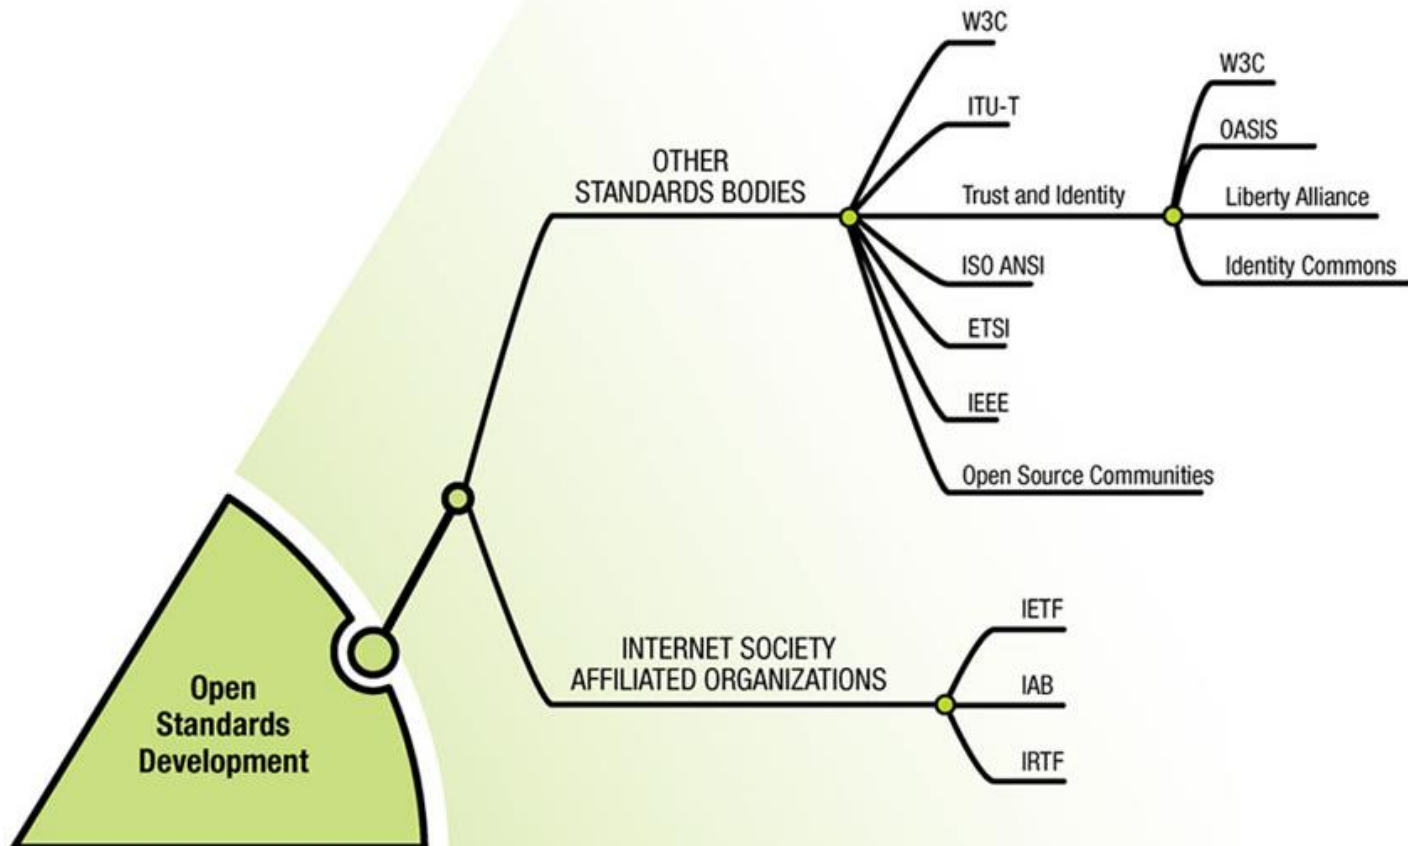 W3C
ITU-T
OTHER
STANDARDS BODIES
Trust and Identity
ISO ANSI
ETSI
IEEE
Open Source Communities
W3C
OASIS
Liberty Alliance
Identity Commons
INTERNET SOCIETY
AFFILIATED ORGANIZATIONS
IETF
IAB
IRTF
Open
Standards
Development